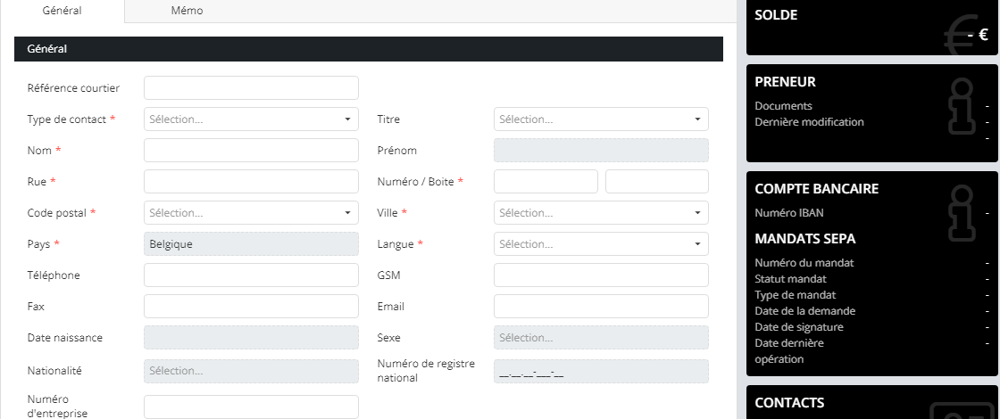 Général Mémo
Général
Référence courtier
Type de contact * Sélection... Titre Sélection...
Nom * Prénom
Rue * Numéro / Boite *
Code postal * Sélection... Ville * Sélection...
Pays * Belgique Langue * Sélection...
Téléphone GSM
Fax Email
Date naissance Sexe Sélection...
Nationalité Sélection... Numéro de registre
national __.__.__-___-__
Numéro
d'entreprise
SOLDE
- €
PRENEUR
Documents -
Dernière modification -
-
COMPTE BANCAIRE
Numéro IBAN -
MANDATS SEPA
Numéro du mandat -
Statut mandat -
Type de mandat -
Date de la demande -
Date de signature -
Date dernière -
opération
CONTACTS